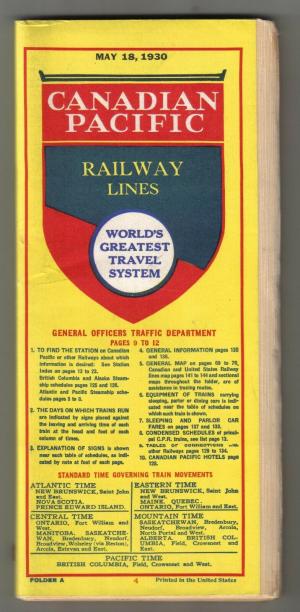 MAY 18, 1930
CANADIAN
PACIFIC
RAILWAY
LINES
WORLD'S
GREATEST
TRAVEL
SYSTEM
GENERAL OFFICERS TRAFFIC DEPARTMENT
PAGES 9 TO 12
1. TO FIND THE STATION on Canadian
Pacific or other Railways about which
information is desired: See Station
Index on pages 13 to 23.
British Columbia and Alaska Steam-
ship schedules pages 125 and 126.
Atlantic and Pacific Steamship sche-
dules pages 3 to 5.
2. THE DAYS ON WHICH TRAINS RUN
are indicated by signs placed against
the leaving and arriving time of each
train at the head and foot of each
column of times.
3. EXPLANATION OF SIGNS is shown
near each table of schedules, as indi-
cated by note at foot of each page.
4. GENERAL INFORMATION pages 130
and
5. GENERAL MAP on pages
Canadian and United States Railway
lines map pages 141 to 144 and sectional
maps throughout the folder, are of
assistance in tracing routes.
6. EQUIPMENT OF TRAINS carrying
sleeping, parlor or dining cars is indi-
cated near the table of schedules on
which such train is shown.
7. SLEEPING AND PARLOR CAR
FARES on pages 137 and 133.
8. CONDENSED SCHEDULES of princi-
pal C.P.R. trains, see list page 13.
9. TABLES OF CONNECTIONS with
other Railways pages 129 to 134.
10. CANADIAN PACIFIC HOTELS page
STANDARD TIME GOVERNING TRAIN MOVEMENTS
ATLANTIC TIME
NEW BRUNSWICK, Saint John
and East.
NOVA SCOTIA.
PRINCE EDWARD ISLAND.
EASTERN TIME
NEW BRUNSWICK, Saint John
and West.
MAINE. QUEBEC.
ONTARIO, Fort William and East.
CENTRAL TIME
ONTARIO, Fort William and
West.
MANITOBA. SASKATCHE-
WAN, Bredenbury, Neudorf,
Broadview, Wolseley (via Reston),
Arcola, Estevan and East.
MOUNTAIN TIME
SASKATCHEWAN, Bredenbury,
Neudorf, Broadview, Arcola,
North Portal and West.
ALBERTA. BRITISH COL-
UMBIA, Field, Crowsnest and
East.
PACIFIC TIME
BRITISH COLUMBIA, Field, Crowsnest and West.
FOLDER A
4
Printed in the United States